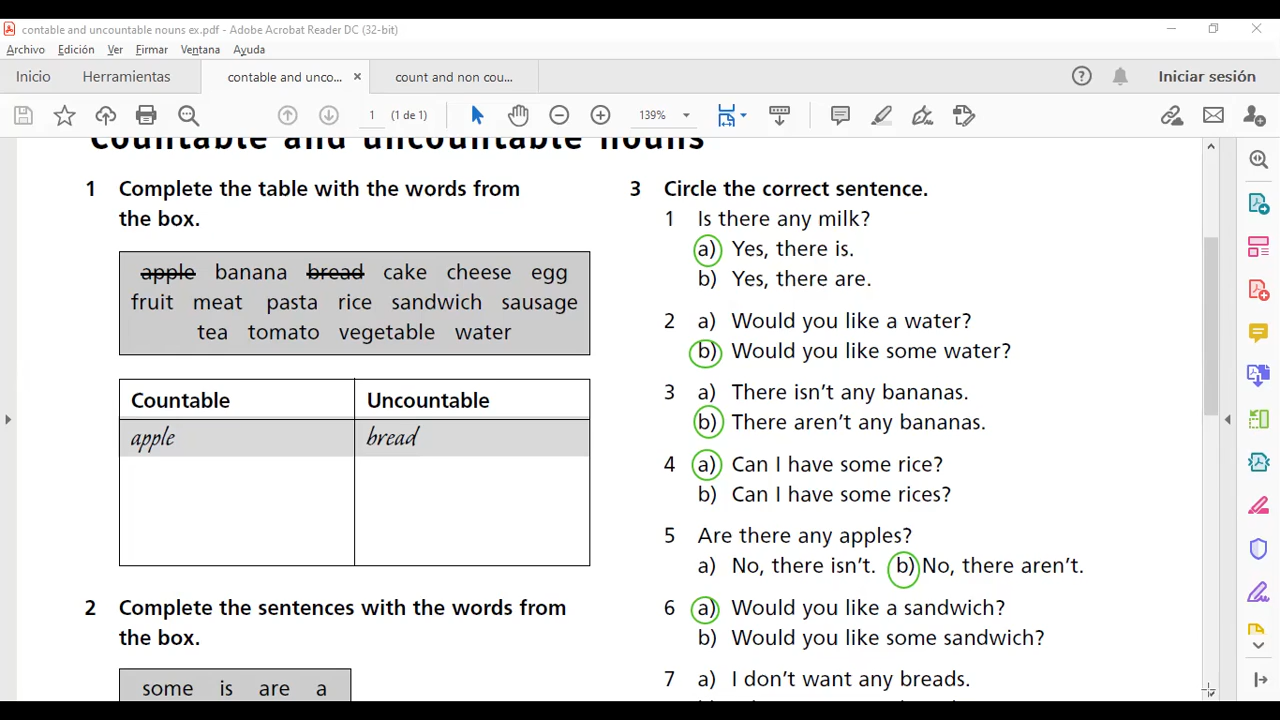 contable and uncountable nouns ex.pdf - Adobe Acrobat Reader DC (32-bit)
Archivo Edición Ver Firmar Ventana Ayuda
Inicio Herramientas contable and unco... × count and non cou... Iniciar sesión
1 (1 de 1) 139%
Countable and uncountable nouns
1 Complete the table with the words from
the box.
apple banana bread cake cheese egg
fruit meat pasta rice sandwich sausage
tea tomato vegetable water
Countable Uncountable
apple bread
2 Complete the sentences with the words from
the box.
some is are a
3 Circle the correct sentence.
1 Is there any milk?
a) Yes, there is.
b) Yes, there are.
2 a) Would you like a water?
b) Would you like some water?
3 a) There isn't any bananas.
b) There aren't any bananas.
4 a) Can I have some rice?
b) Can I have some rices?
5 Are there any apples?
a) No, there isn't. b) No, there aren't.
6 a) Would you like a sandwich?
b) Would you like some sandwich?
7 a) I don't want any breads.